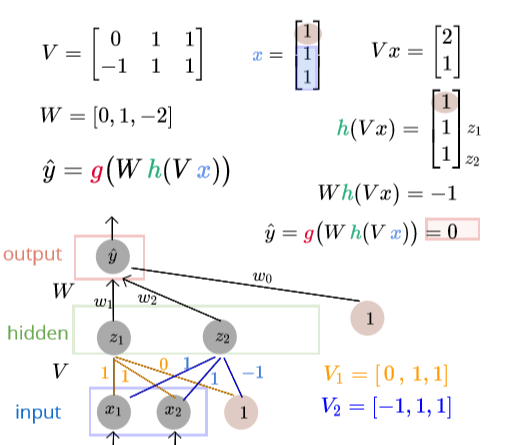 V = [ 0 1 1 ; −1 1 1 ]
x = [ 1 ; 1 ; 1 ]
Vx = [ 2 ; 1 ]
W = [0, 1, −2]
h(Vx) = [ 1 ; 1 ; 1 ] z₁ z₂
ŷ = g(W h(V x))
Wh(Vx) = −1
ŷ = g(W h(V x)) = 0
output ŷ
W w₁ w₂ w₀
1
hidden z₁ z₂
V 1 1 0 1 1 −1
V₁ = [0, 1, 1]
V₂ = [−1, 1, 1]
input x₁ x₂ 1